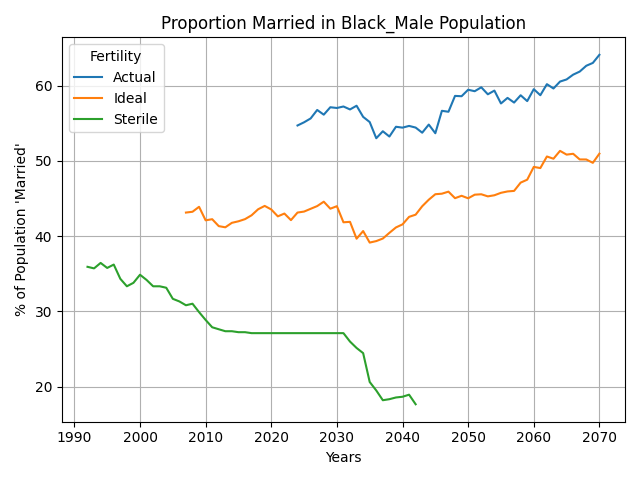 Proportion Married in Black_Male Population
Fertility
Actual
Ideal
Sterile
% of Population 'Married'
60
50
40
30
20
1990 2000 2010 2020 2030 2040 2050 2060 2070
Years